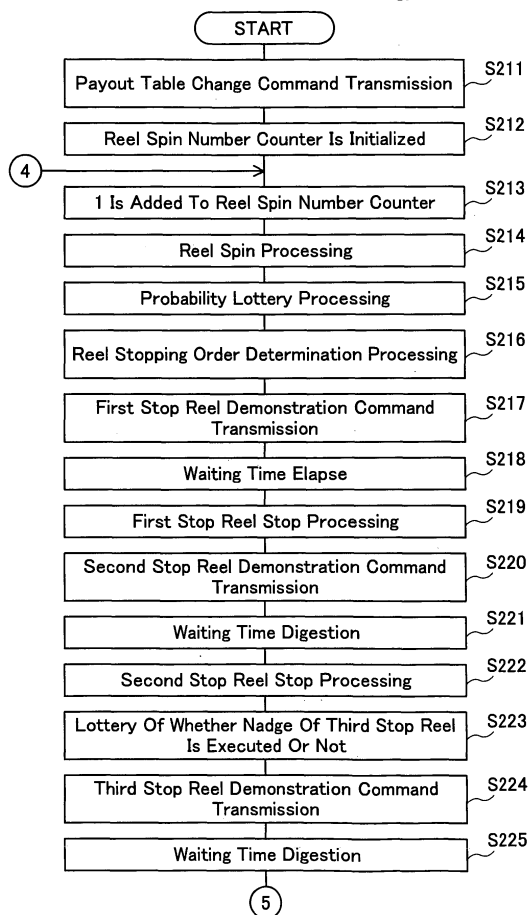 START
Payout Table Change Command Transmission
S211
Reel Spin Number Counter Is Initialized
S212
4
1 Is Added To Reel Spin Number Counter
S213
Reel Spin Processing
S214
Probability Lottery Processing
S215
Reel Stopping Order Determination Processing
S216
First Stop Reel Demonstration Command
Transmission
S217
Waiting Time Elapse
S218
First Stop Reel Stop Processing
S219
Second Stop Reel Demonstration Command
Transmission
S220
Waiting Time Digestion
S221
Second Stop Reel Stop Processing
S222
Lottery Of Whether Nadge Of Third Stop Reel
Is Executed Or Not
S223
Third Stop Reel Demonstration Command
Transmission
S224
Waiting Time Digestion
S225
5